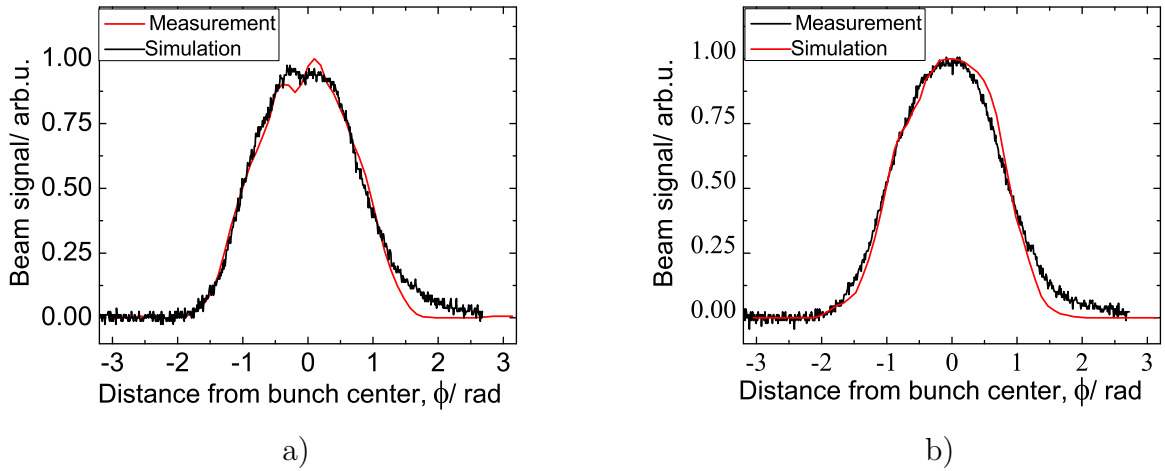 Measurement
Simulation
1.00
0.75
0.50
0.25
0.00
Beam signal/ arb.u.
-3 -2 -1 0 1 2 3
Distance from bunch center, ϕ/ rad
a)
Measurement
Simulation
1.00
0.75
0.50
0.25
0.00
Beam signal/ arb.u.
-3 -2 -1 0 1 2 3
Distance from bunch center, ϕ/ rad
b)